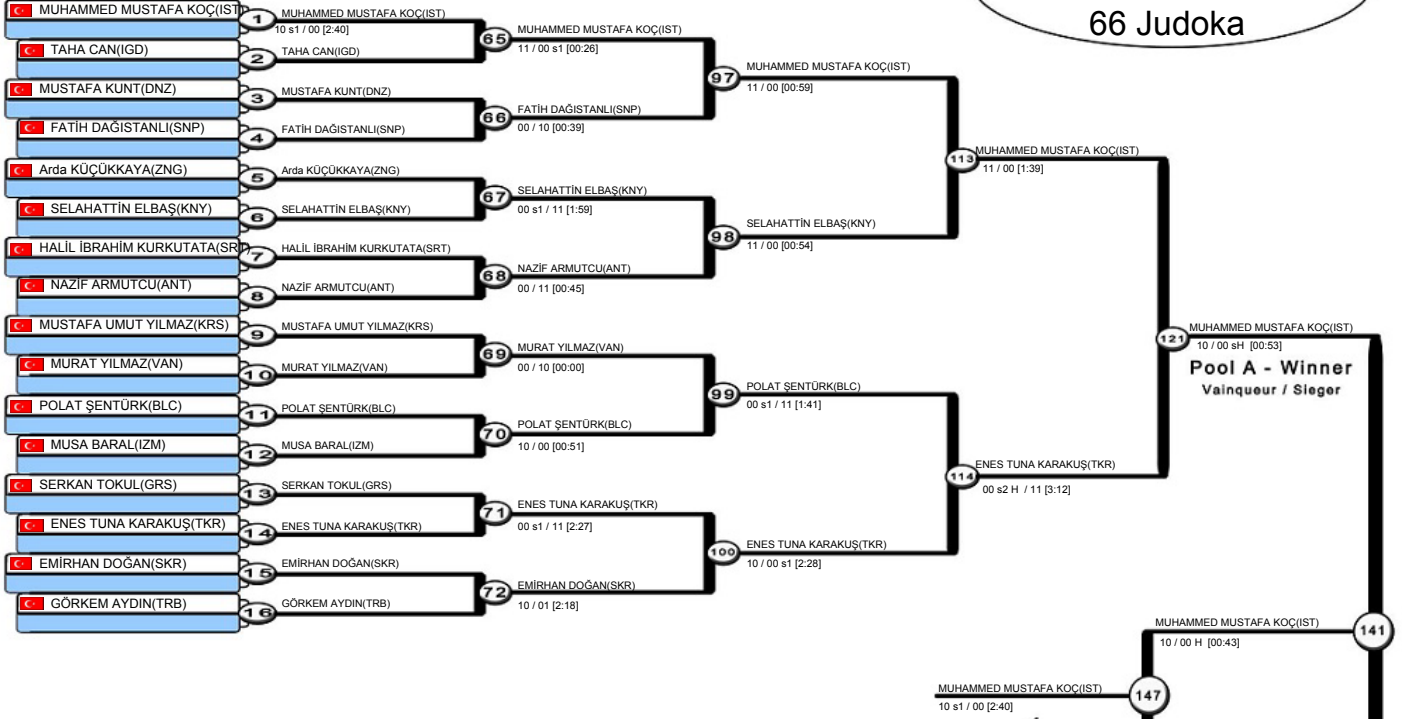 66 Judoka
MUHAMMED MUSTAFA KOÇ(IST)
TAHA CAN(IGD)
MUSTAFA KUNT(DNZ)
FATİH DAĞISTANLI(SNP)
Arda KÜÇÜKKAYA(ZNG)
SELAHATTİN ELBAŞ(KNY)
HALİL İBRAHİM KURKUTATA(SRT)
NAZİF ARMUTCU(ANT)
MUSTAFA UMUT YILMAZ(KRS)
MURAT YILMAZ(VAN)
POLAT ŞENTÜRK(BLC)
MUSA BARAL(IZM)
SERKAN TOKUL(GRS)
ENES TUNA KARAKUŞ(TKR)
EMİRHAN DOĞAN(SKR)
GÖRKEM AYDIN(TRB)
1
2
3
4
5
6
7
8
9
10
11
12
13
14
15
16
MUHAMMED MUSTAFA KOÇ(IST)
10 s1 / 00 [2:40]
TAHA CAN(IGD)
MUSTAFA KUNT(DNZ)
FATİH DAĞISTANLI(SNP)
Arda KÜÇÜKKAYA(ZNG)
SELAHATTİN ELBAŞ(KNY)
HALİL İBRAHİM KURKUTATA(SRT)
NAZİF ARMUTCU(ANT)
MUSTAFA UMUT YILMAZ(KRS)
MURAT YILMAZ(VAN)
POLAT ŞENTÜRK(BLC)
MUSA BARAL(IZM)
SERKAN TOKUL(GRS)
ENES TUNA KARAKUŞ(TKR)
EMİRHAN DOĞAN(SKR)
GÖRKEM AYDIN(TRB)
65
66
67
68
69
70
71
72
MUHAMMED MUSTAFA KOÇ(IST)
11 / 00 s1 [00:26]
FATİH DAĞISTANLI(SNP)
00 / 10 [00:39]
SELAHATTİN ELBAŞ(KNY)
00 s1 / 11 [1:59]
NAZİF ARMUTCU(ANT)
00 / 11 [00:45]
MURAT YILMAZ(VAN)
00 / 10 [00:00]
POLAT ŞENTÜRK(BLC)
10 / 00 [00:51]
ENES TUNA KARAKUŞ(TKR)
00 s1 / 11 [2:27]
EMİRHAN DOĞAN(SKR)
10 / 01 [2:18]
97
98
99
100
MUHAMMED MUSTAFA KOÇ(IST)
11 / 00 [00:59]
SELAHATTİN ELBAŞ(KNY)
11 / 00 [00:54]
POLAT ŞENTÜRK(BLC)
00 s1 / 11 [1:41]
ENES TUNA KARAKUŞ(TKR)
10 / 00 s1 [2:28]
113
114
MUHAMMED MUSTAFA KOÇ(IST)
11 / 00 [1:39]
ENES TUNA KARAKUŞ(TKR)
00 s2 H / 11 [3:12]
121
MUHAMMED MUSTAFA KOÇ(IST)
10 / 00 sH [00:53]
Pool A - Winner
Vainqueur / Sieger
MUHAMMED MUSTAFA KOÇ(IST)
10 / 00 H [00:43]
141
MUHAMMED MUSTAFA KOÇ(IST)
10 s1 / 00 [2:40]
147